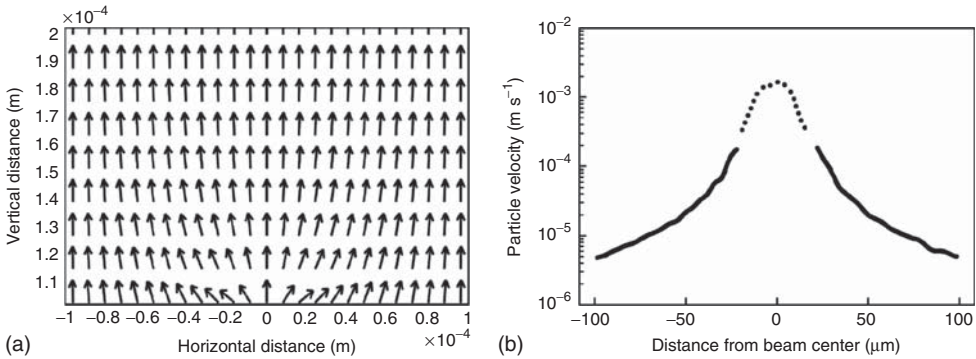 ×10⁻⁴
2
1.9
1.8
1.7
1.6
1.5
1.4
1.3
1.2
1.1
Vertical distance (m)
−1 −0.8 −0.6 −0.4 −0.2 0 0.2 0.4 0.6 0.8 1
×10⁻⁴
Horizontal distance (m)
(a)
10⁻²
10⁻³
10⁻⁴
10⁻⁵
10⁻⁶
Particle velocity (m s⁻¹)
−100 −50 0 50 100
Distance from beam center (µm)
(b)